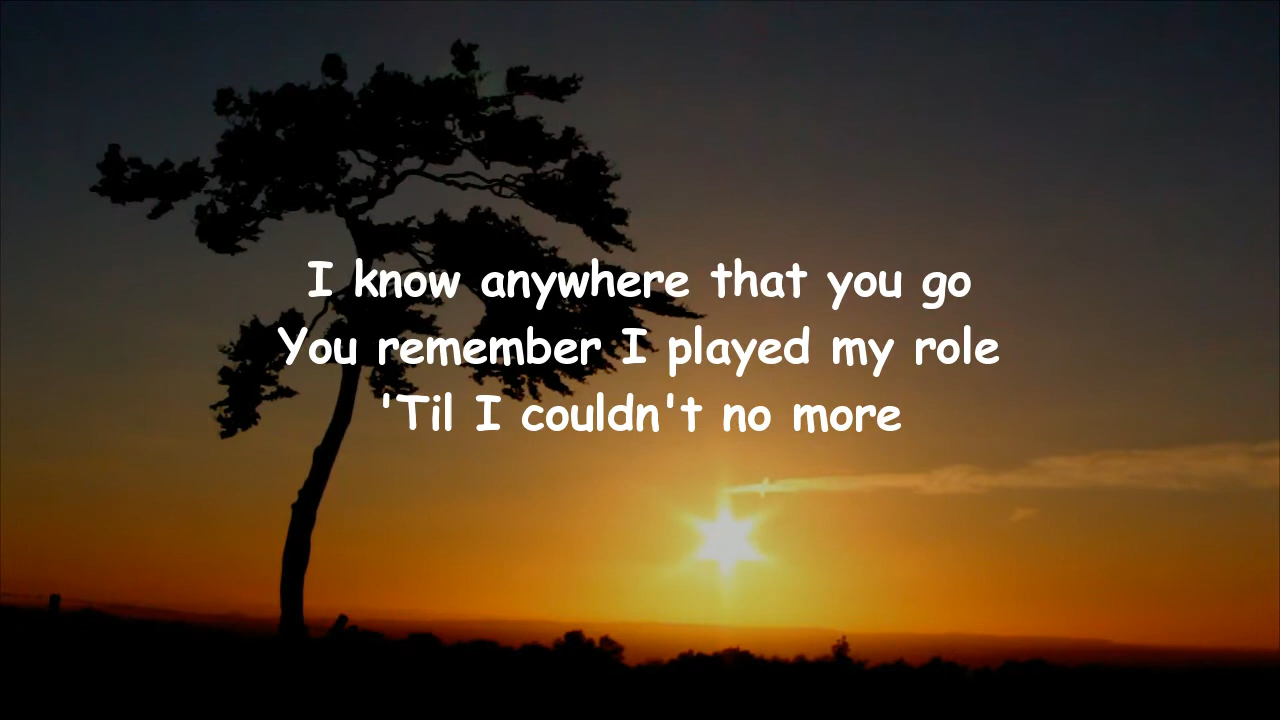 I know anywhere that you go
You remember I played my role
'Til I couldn't no more